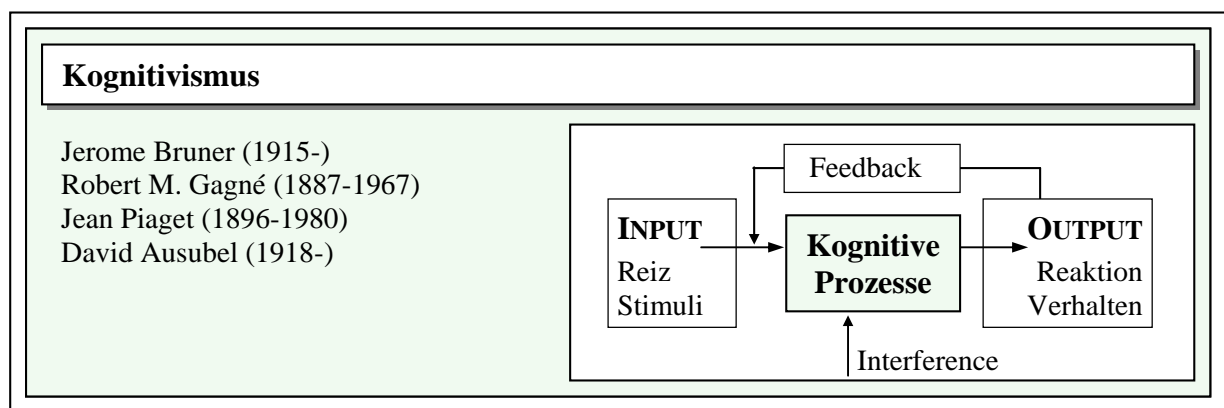 Kognitivismus
Jerome Bruner (1915-)
Robert M. Gagné (1887-1967)
Jean Piaget (1896-1980)
David Ausubel (1918-)
Feedback
INPUT
Reiz
Stimuli
Kognitive
Prozesse
OUTPUT
Reaktion
Verhalten
Interference